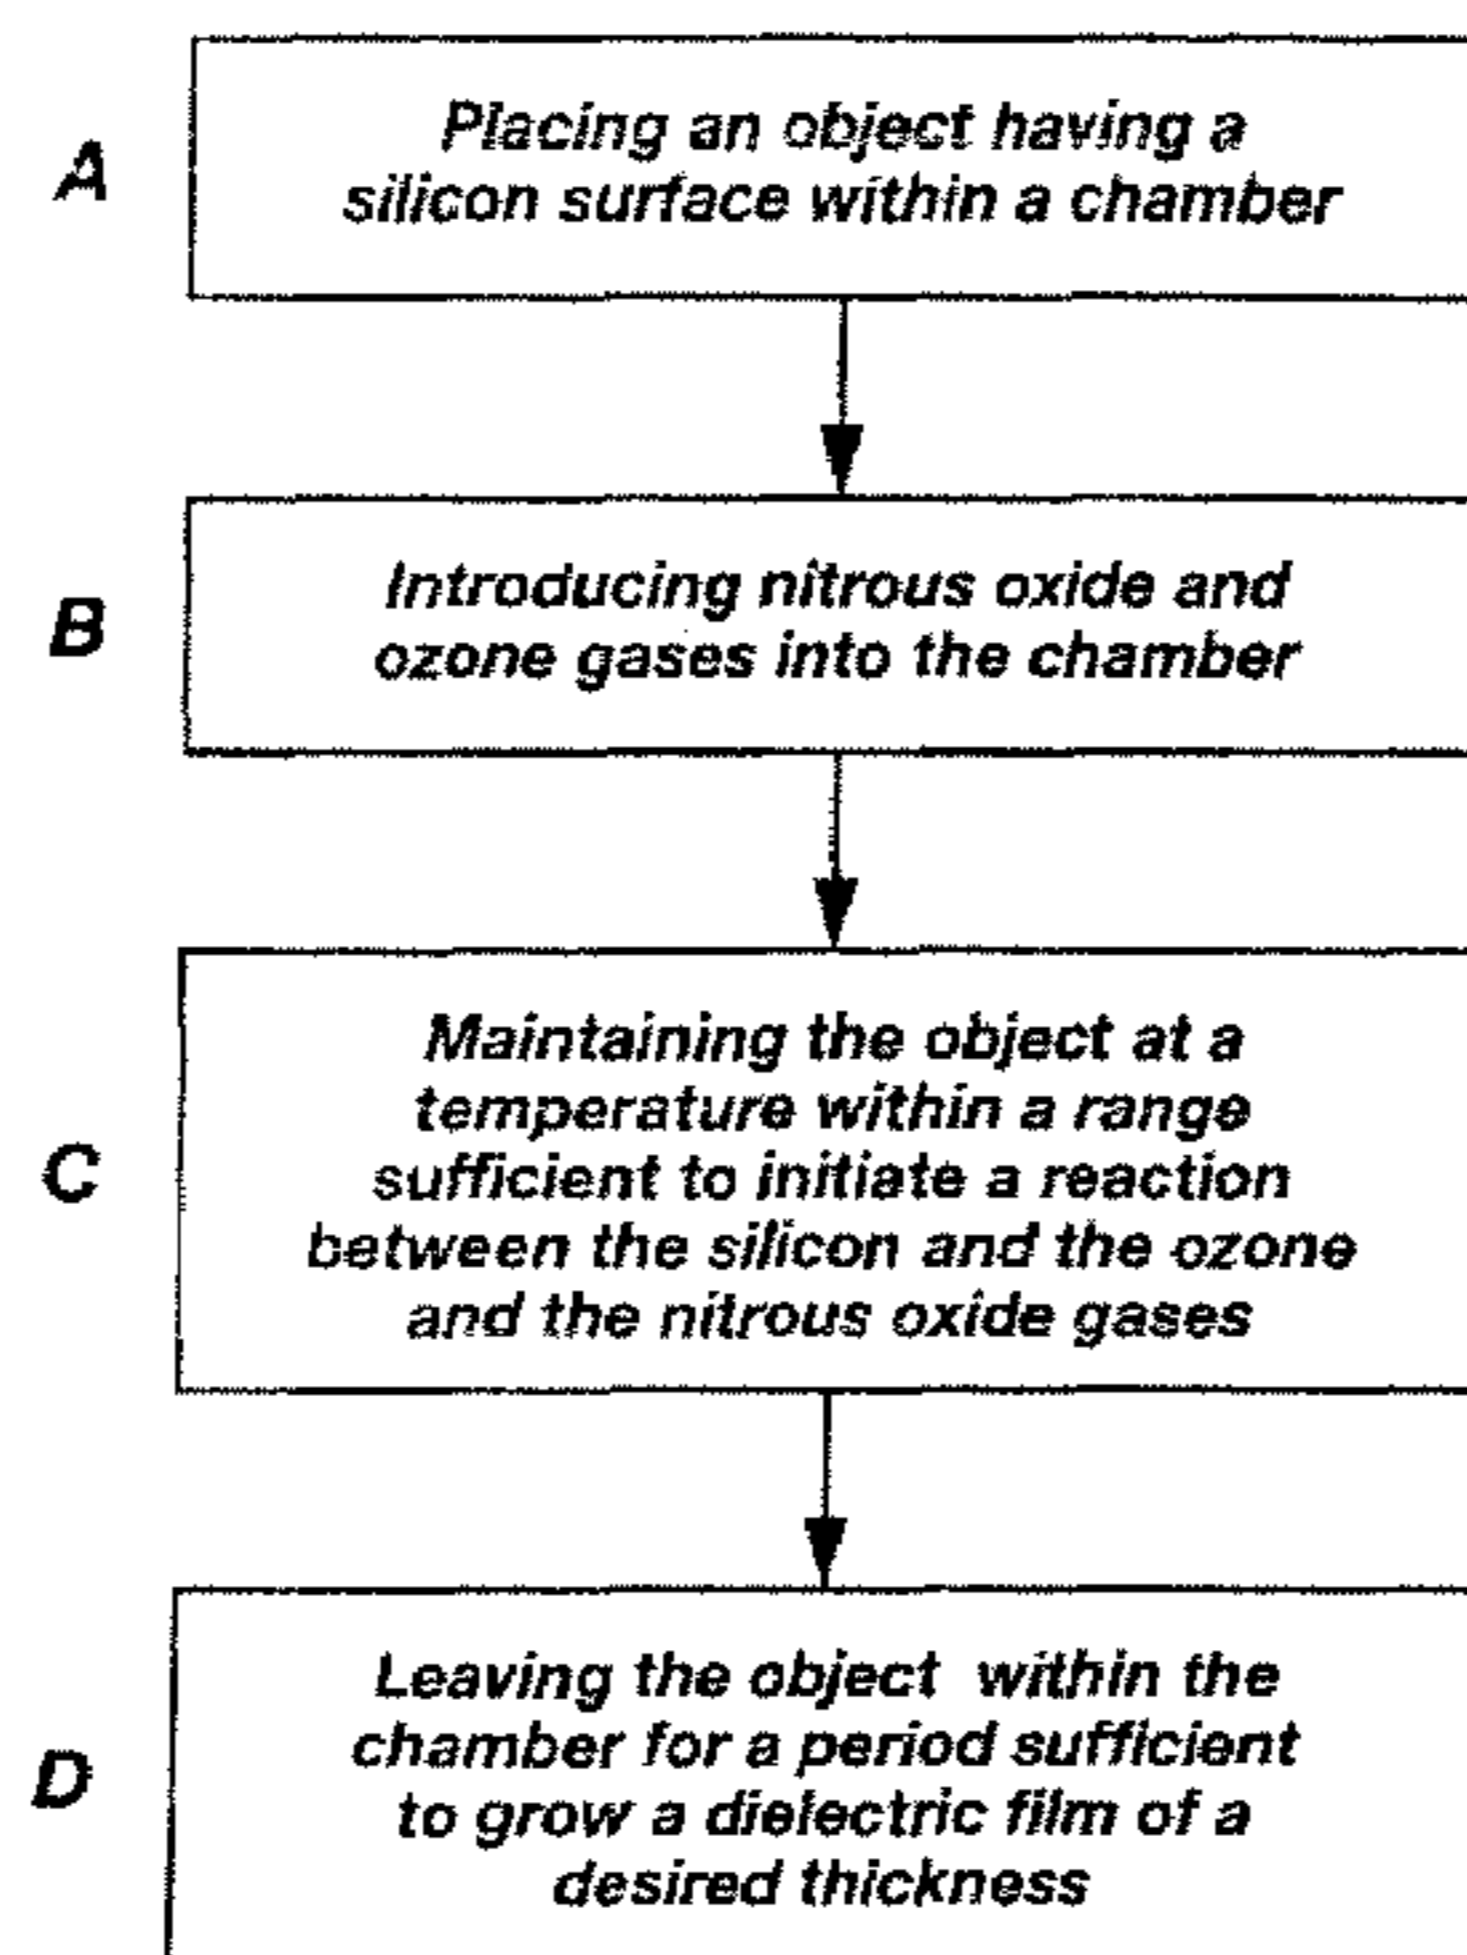 A
Placing an object having a
silicon surface within a chamber
B
Introducing nitrous oxide and
ozone gases into the chamber
C
Maintaining the object at a
temperature within a range
sufficient to initiate a reaction
between the silicon and the ozone
and the nitrous oxide gases
D
Leaving the object within the
chamber for a period sufficient
to grow a dielectric film of a
desired thickness